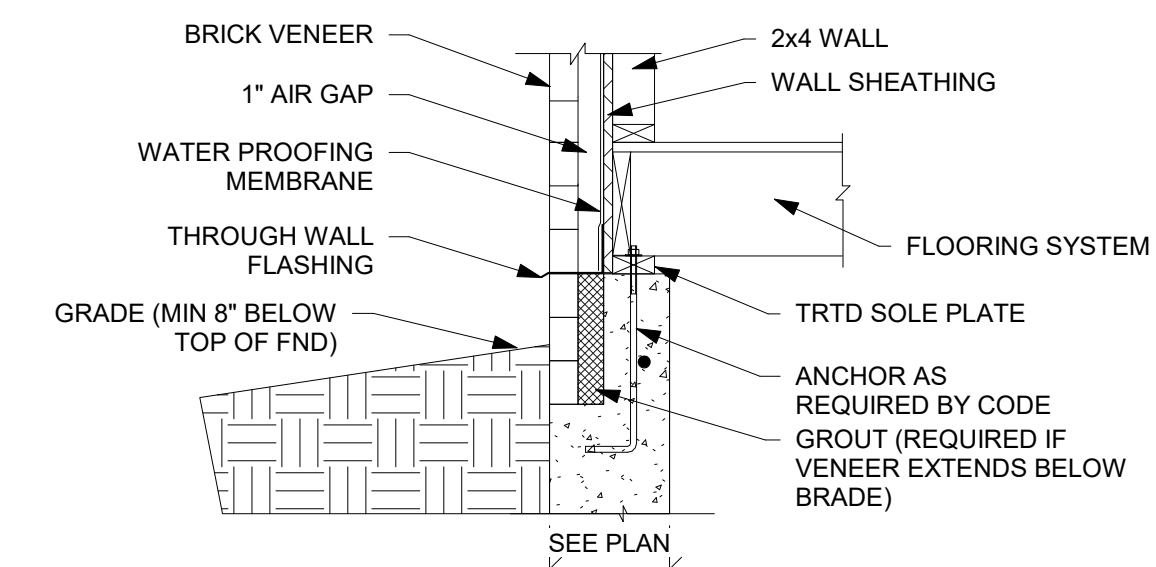 BRICK VENEER
1" AIR GAP
WATER PROOFING
MEMBRANE
THROUGH WALL
FLASHING
GRADE (MIN 8" BELOW
TOP OF FND)
2x4 WALL
WALL SHEATHING
FLOORING SYSTEM
TRTD SOLE PLATE
ANCHOR AS
REQUIRED BY CODE
GROUT (REQUIRED IF
VENEER EXTENDS BELOW
BRADE)
SEE PLAN